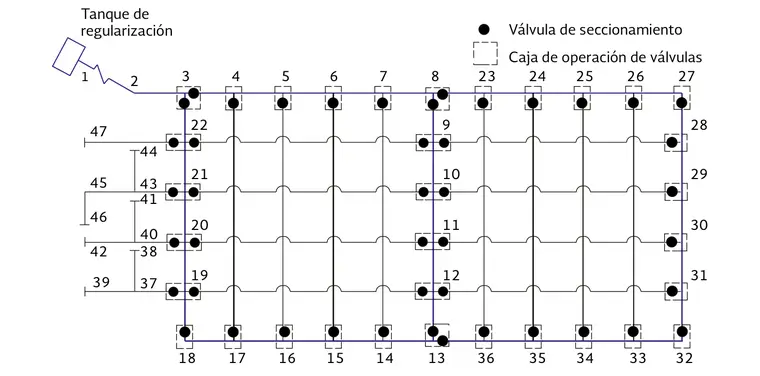 Tanque de
regularización
Válvula de seccionamiento
Caja de operación de válvulas
1 2 3 4 5 6 7 8 23 24 25 26 27
47 22 9 28
44
45 43 21 10 29
41
46
40 20 11 30
42 38
39 37 19 12 31
18 17 16 15 14 13 36 35 34 33 32